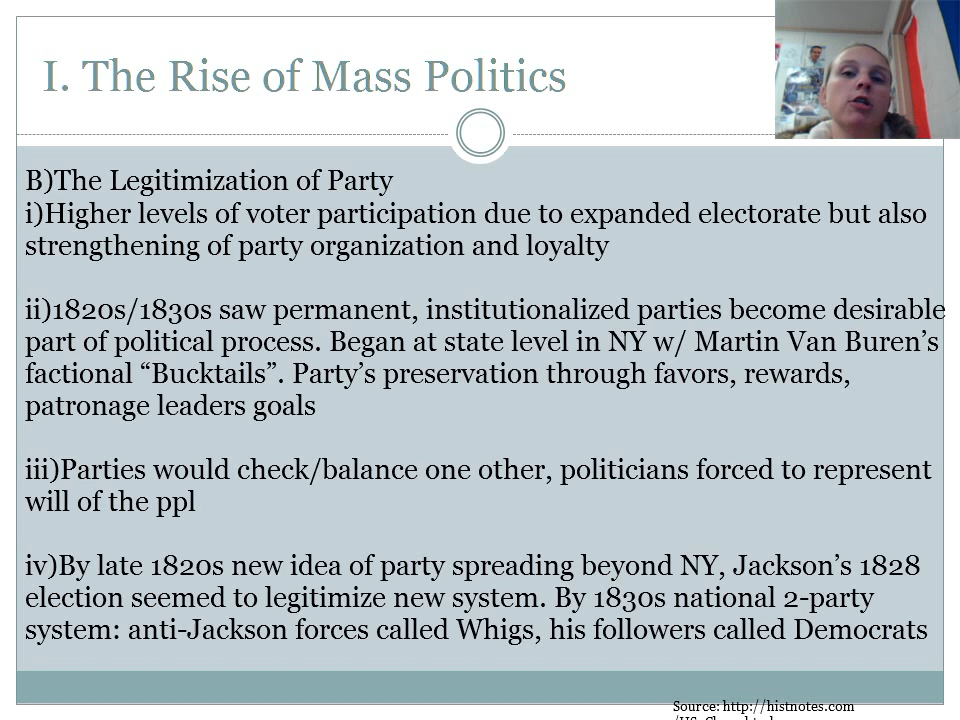 I. The Rise of Mass Politics
B)The Legitimization of Party
i)Higher levels of voter participation due to expanded electorate but also
strengthening of party organization and loyalty
ii)1820s/1830s saw permanent, institutionalized parties become desirable
part of political process. Began at state level in NY w/ Martin Van Buren’s
factional “Bucktails”. Party’s preservation through favors, rewards,
patronage leaders goals
iii)Parties would check/balance one other, politicians forced to represent
will of the ppl
iv)By late 1820s new idea of party spreading beyond NY, Jackson’s 1828
election seemed to legitimize new system. By 1830s national 2-party
system: anti-Jackson forces called Whigs, his followers called Democrats
Source: http://histnotes.com